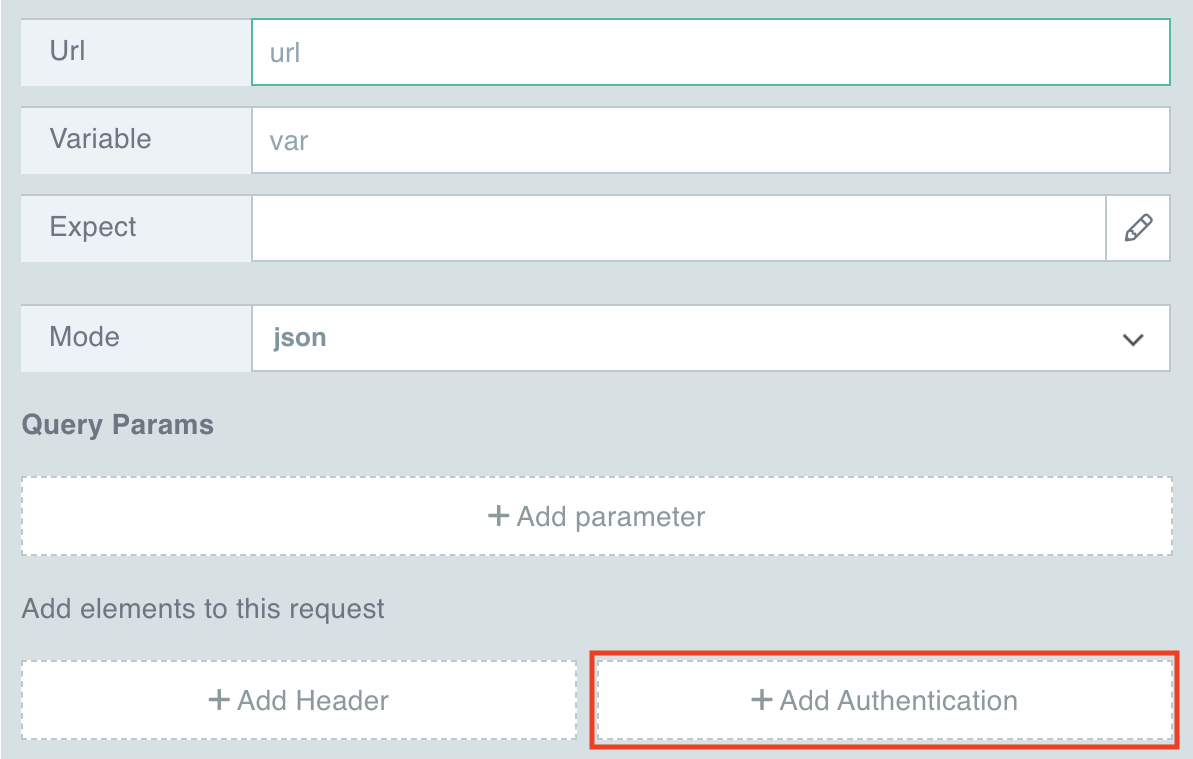 Url
url
Variable
var
Expect
Mode
json
Query Params
+ Add parameter
Add elements to this request
+ Add Header
+ Add Authentication